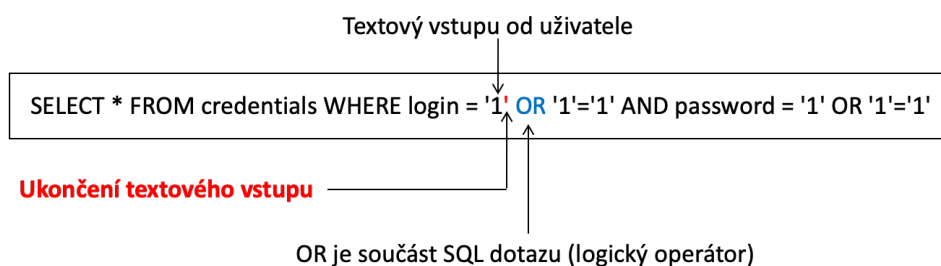 Textový vstupu od uživatele
SELECT * FROM credentials WHERE login = '1' OR '1'='1' AND password = '1' OR '1'='1'
Ukončení textového vstupu
OR je součást SQL dotazu (logický operátor)